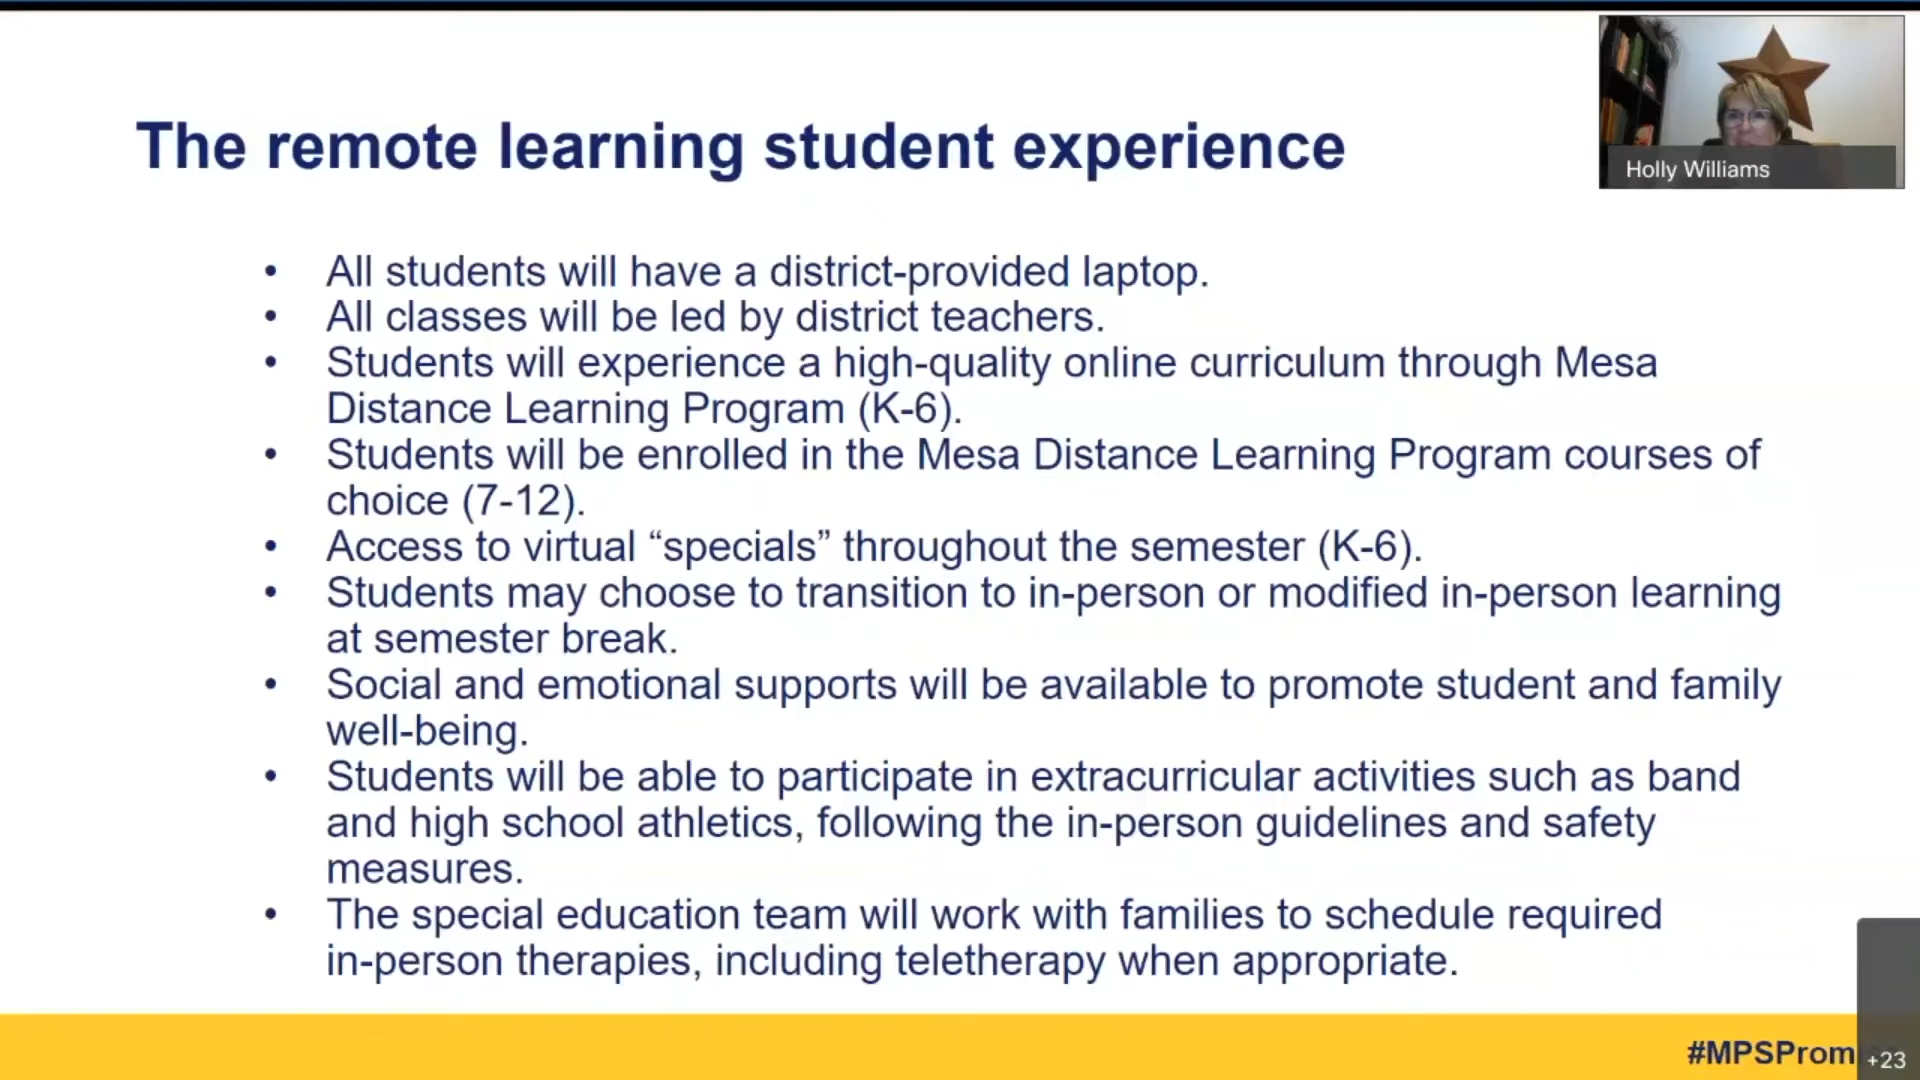 Holly Williams
The remote learning student experience
• All students will have a district-provided laptop.
• All classes will be led by district teachers.
• Students will experience a high-quality online curriculum through Mesa
Distance Learning Program (K-6).
• Students will be enrolled in the Mesa Distance Learning Program courses of
choice (7-12).
• Access to virtual “specials” throughout the semester (K-6).
• Students may choose to transition to in-person or modified in-person learning
at semester break.
• Social and emotional supports will be available to promote student and family
well-being.
• Students will be able to participate in extracurricular activities such as band
and high school athletics, following the in-person guidelines and safety
measures.
• The special education team will work with families to schedule required
in-person therapies, including teletherapy when appropriate.
#MPSProm
+23